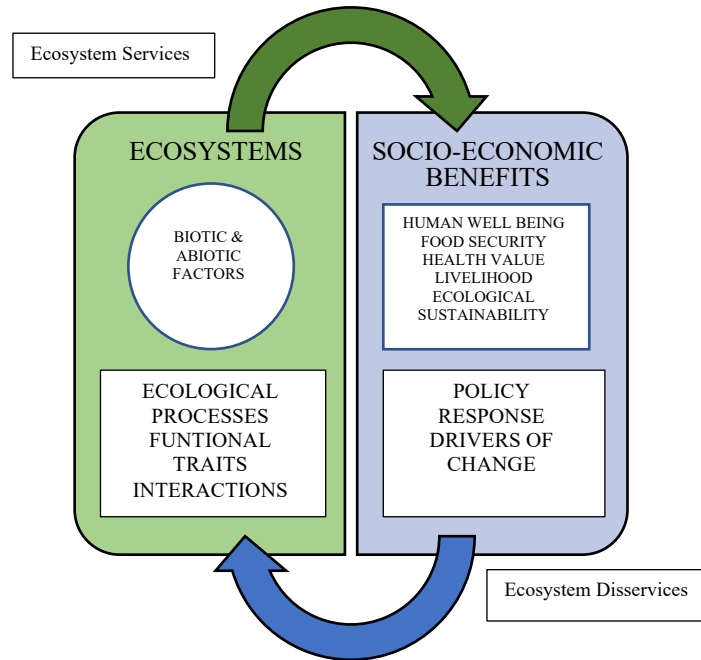 Ecosystem Services
ECOSYSTEMS
BIOTIC &
ABIOTIC
FACTORS
ECOLOGICAL
PROCESSES
FUNTIONAL
TRAITS
INTERACTIONS
SOCIO-ECONOMIC
BENEFITS
HUMAN WELL BEING
FOOD SECURITY
HEALTH VALUE
LIVELIHOOD
ECOLOGICAL
SUSTAINABILITY
POLICY
RESPONSE
DRIVERS OF
CHANGE
Ecosystem Disservices